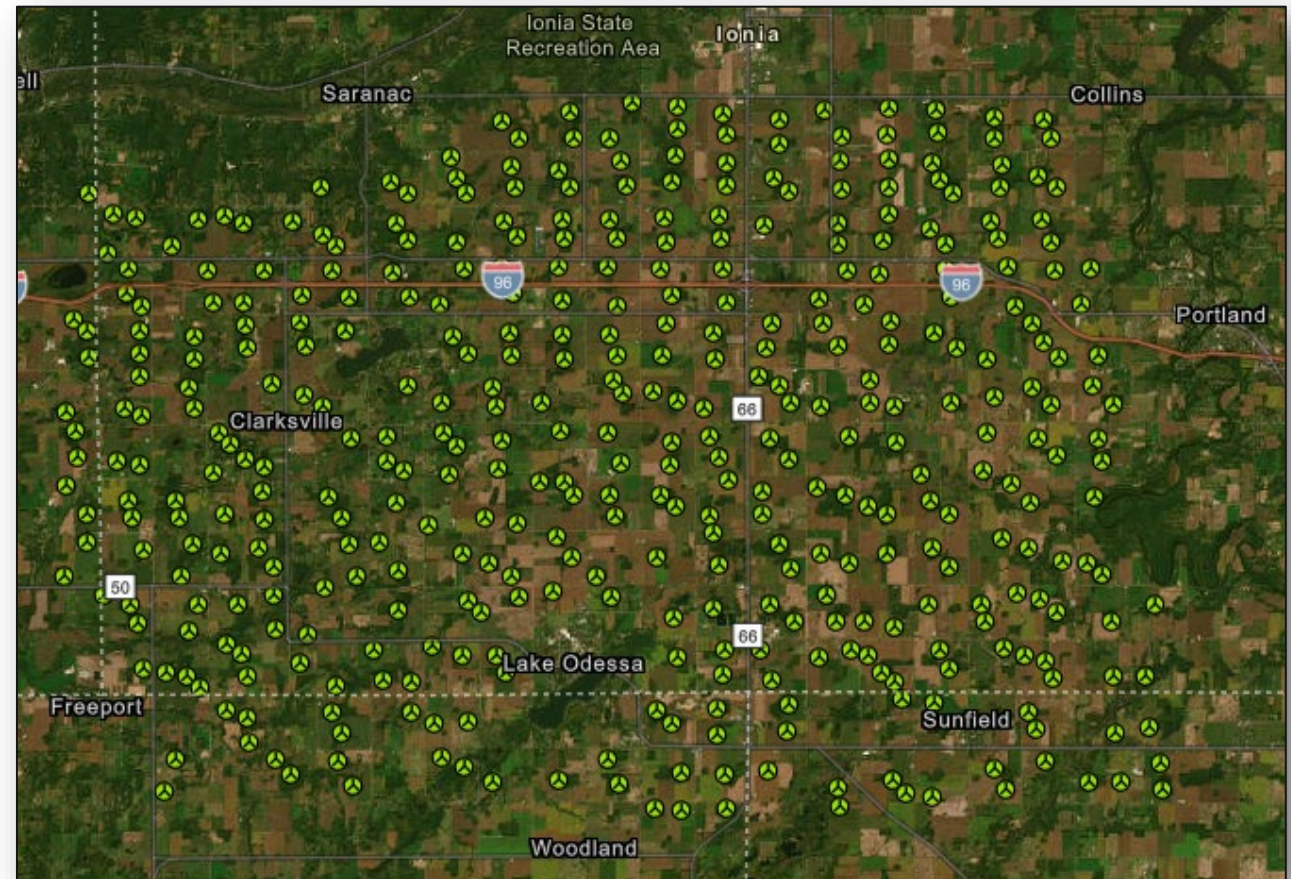 Ionia State
Recreation Aea
Ionia
ell
Saranac
Collins
96
96
Portland
66
Clarksville
50
66
Lake Odessa
Freeport
Sunfield
Woodland